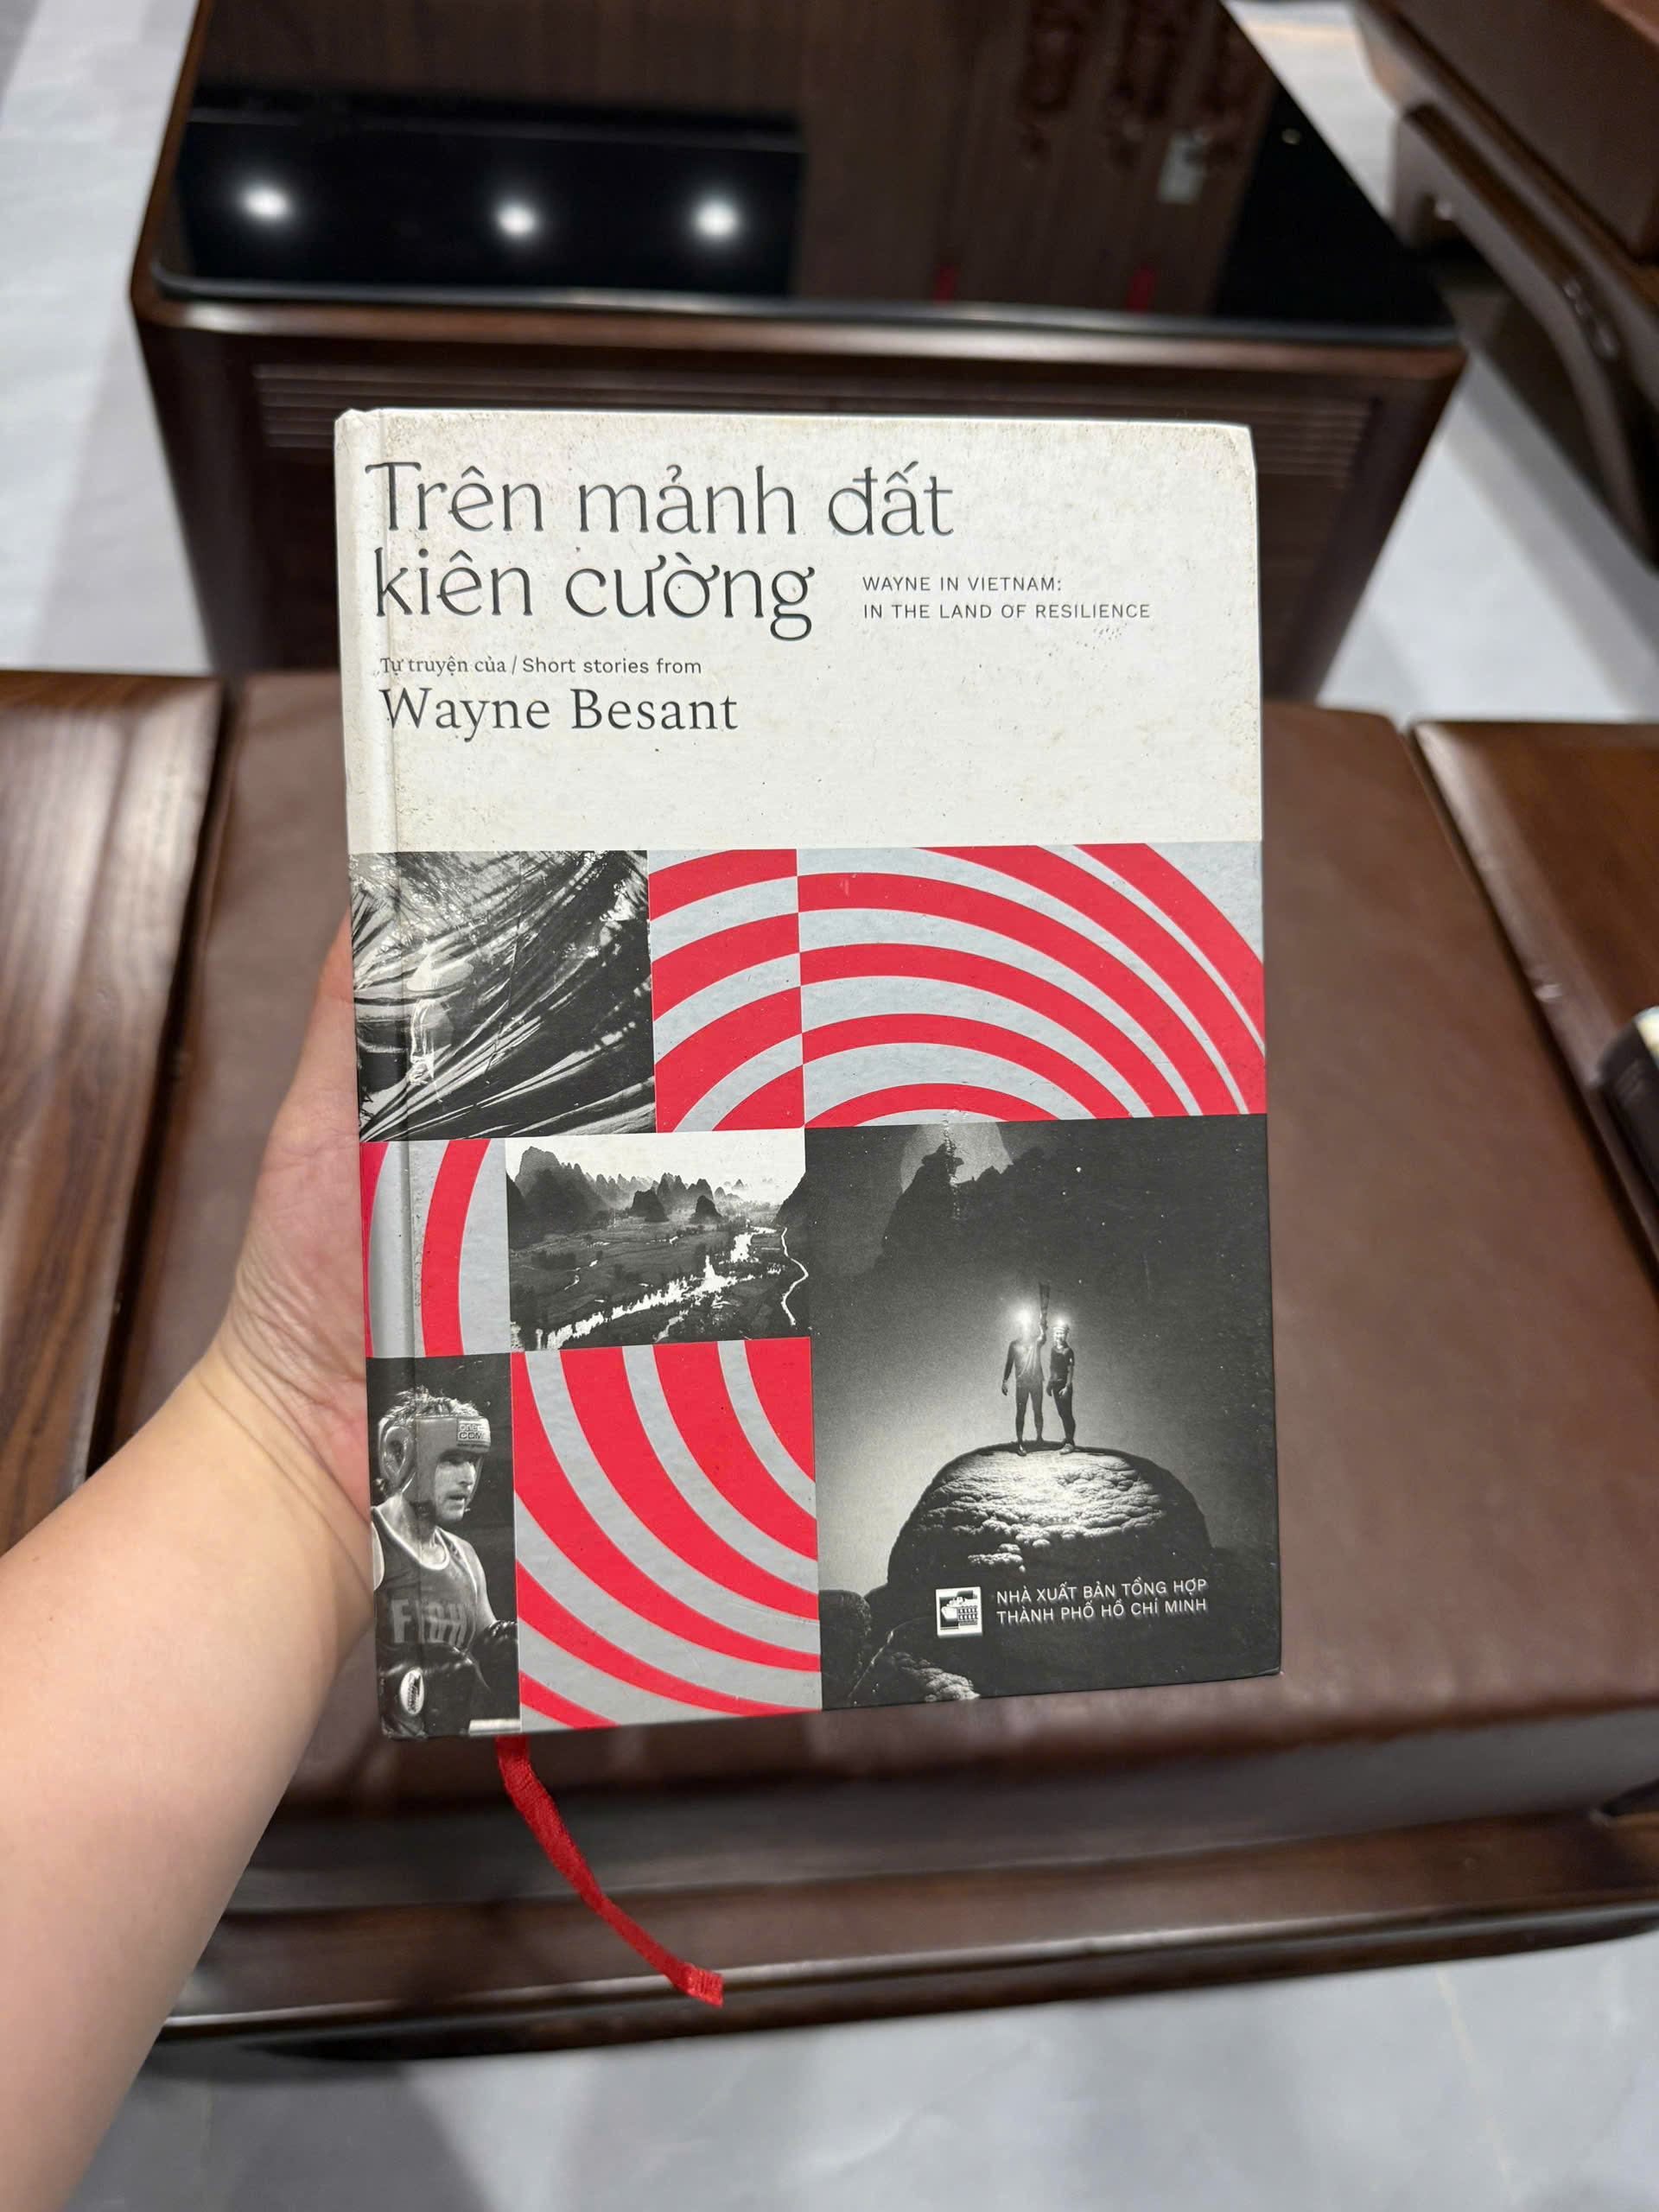 Trên mảnh đất
kiên cường
WAYNE IN VIETNAM:
IN THE LAND OF RESILIENCE
Tự truyện của / Short stories from
Wayne Besant
NHÀ XUẤT BẢN TỔNG HỢP
THÀNH PHỐ HỒ CHÍ MINH